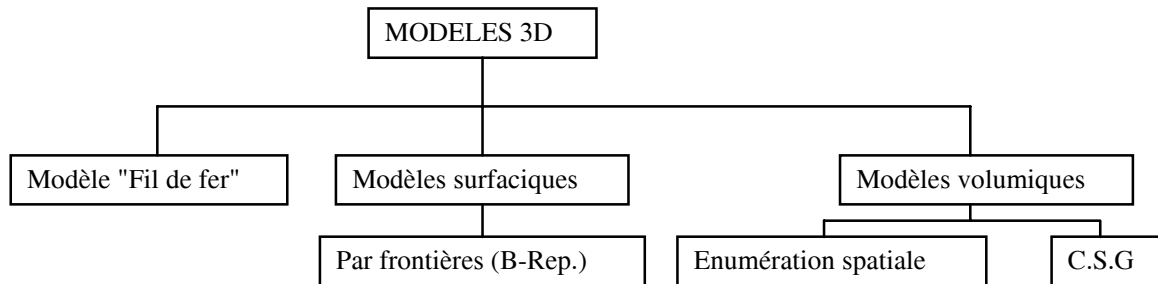 MODELES 3D
Modèle "Fil de fer"
Modèles surfaciques
Modèles volumiques
Par frontières (B-Rep.)
Enumération spatiale
C.S.G